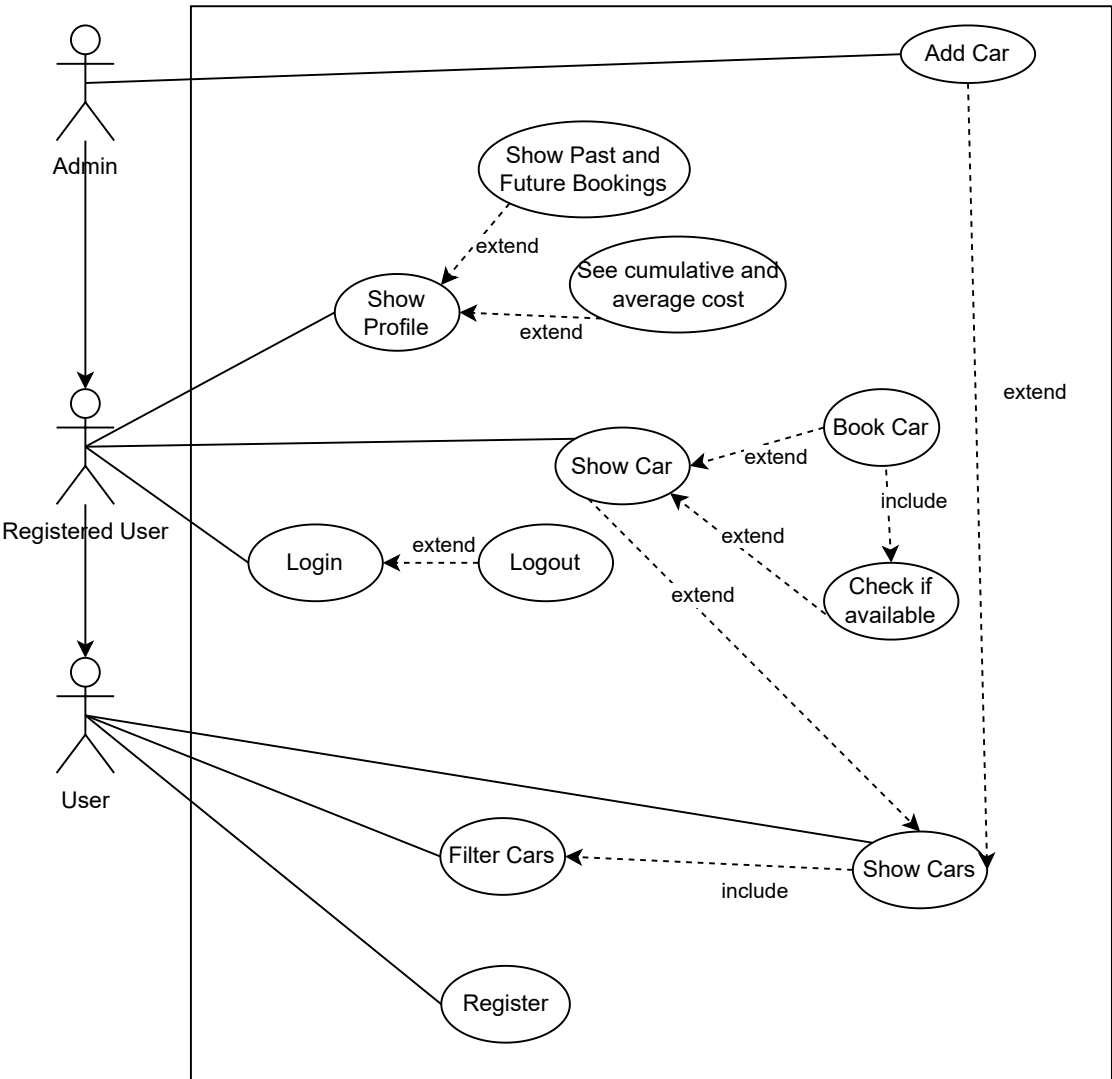 Add Car
Admin
Show Past and
Future Bookings
extend
See cumulative and
average cost
Show
Profile
extend
extend
Book Car
Show Car
extend
include
Registered User
extend
extend
Login
Logout
Check if
available
extend
User
Filter Cars
Show Cars
include
Register